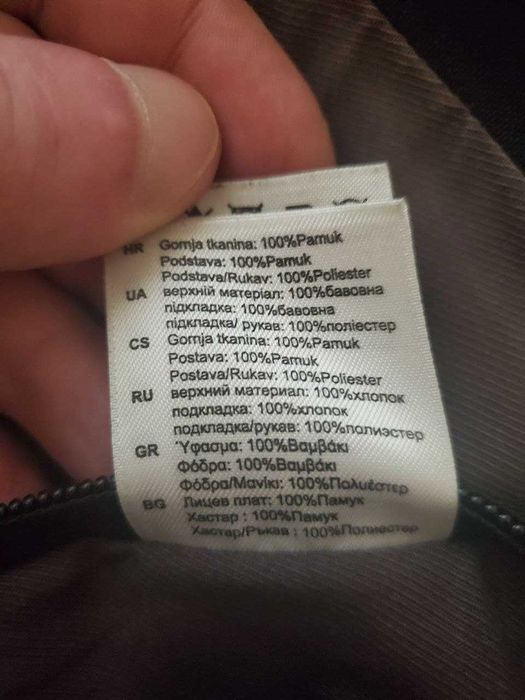 HR Gornja tkanina: 100%Pamuk
Podstava: 100%Pamuk
Podstava/Rukav: 100%Poliester
UA верхній матеріал: 100%бавовна
підкладка: 100%бавовна
підкладка/ рукав: 100%поліестер
CS Gornja tkanina: 100%Pamuk
Postava: 100%Pamuk
Postava/Rukav: 100%Poliester
RU верхний материал: 100%хлопок
подкладка: 100%хлопок
подкладка/рукав: 100%полиэстер
GR Ύφασμα: 100%Βαμβάκι
Φόδρα: 100%Βαμβάκι
Φόδρα/Μανίκι: 100%Πολυέστερ
BG Лицев плат: 100%Памук
Хастар : 100%Памук
Хастар/Ръкав : 100%Полиестер